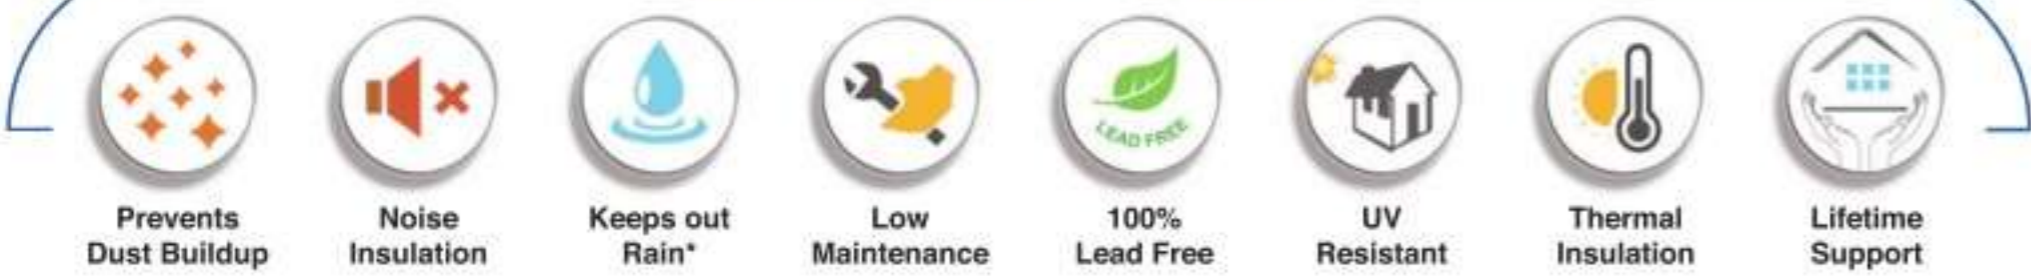 LEAD FREE
Prevents
Dust Buildup
Noise
Insulation
Keeps out
Rain*
Low
Maintenance
100%
Lead Free
UV
Resistant
Thermal
Insulation
Lifetime
Support